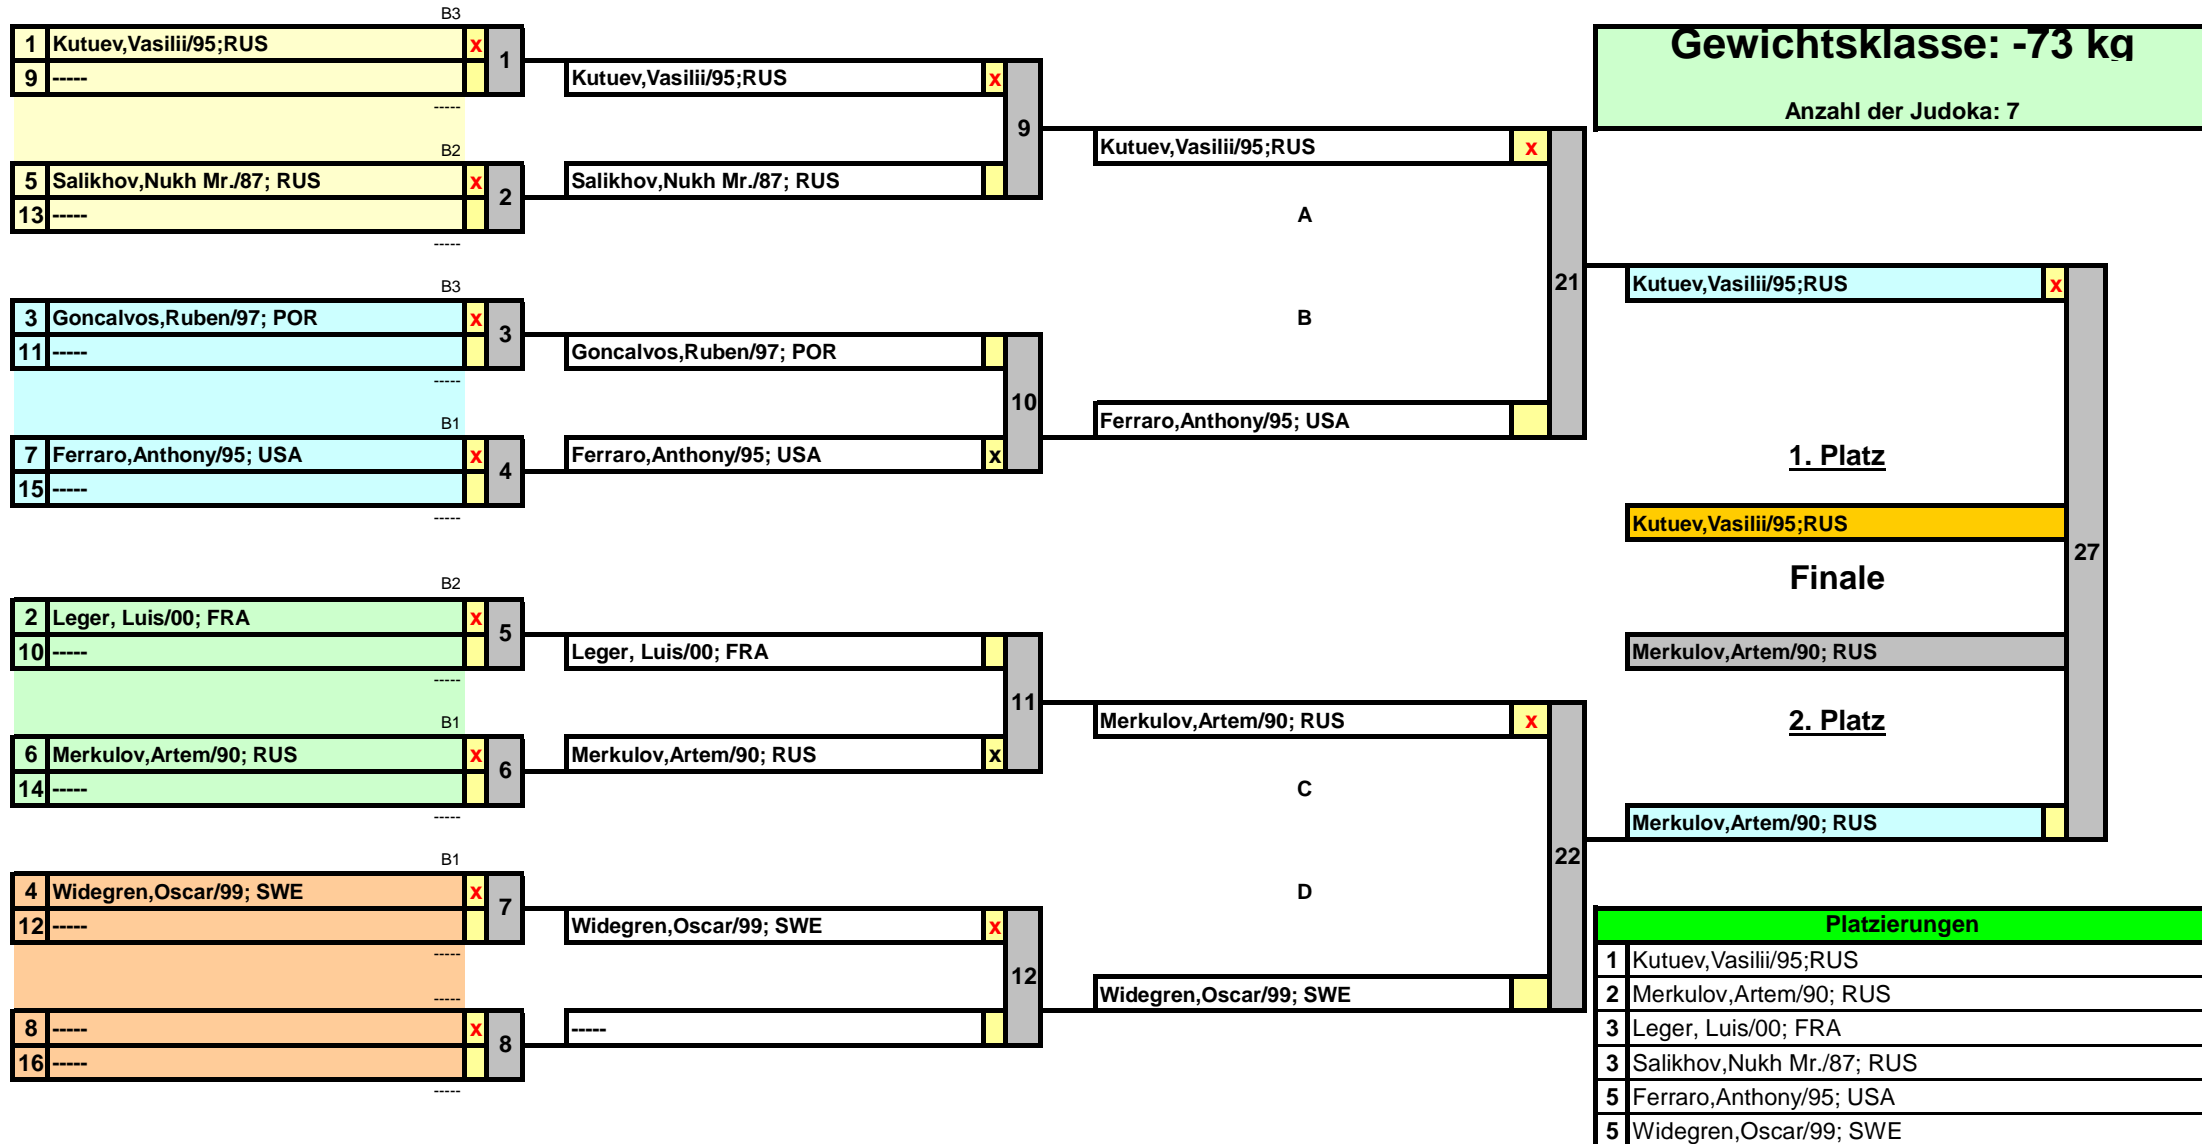 B3
1 Kutuev,Vasilii/95;RUS x
9 -----
1
-----
B2
5 Salikhov,Nukh Mr./87; RUS x
13 -----
2
-----
B3
3 Goncalvos,Ruben/97; POR x
11 -----
3
-----
B1
7 Ferraro,Anthony/95; USA x
15 -----
4
-----
B2
2 Leger, Luis/00; FRA x
10 -----
5
-----
B1
6 Merkulov,Artem/90; RUS x
14 -----
6
-----
B1
4 Widegren,Oscar/99; SWE x
12 -----
7
-----
-----
8 ----- x
16 -----
8
-----
Kutuev,Vasilii/95;RUS x
9
Salikhov,Nukh Mr./87; RUS
Goncalvos,Ruben/97; POR
10
Ferraro,Anthony/95; USA x
Leger, Luis/00; FRA
11
Merkulov,Artem/90; RUS x
Widegren,Oscar/99; SWE x
12
-----
Kutuev,Vasilii/95;RUS x
A
21
B
Ferraro,Anthony/95; USA
Merkulov,Artem/90; RUS x
C
22
D
Widegren,Oscar/99; SWE
Gewichtsklasse: -73 kg
Anzahl der Judoka: 7
Kutuev,Vasilii/95;RUS x
1. Platz
Kutuev,Vasilii/95;RUS
27
Finale
Merkulov,Artem/90; RUS
2. Platz
Merkulov,Artem/90; RUS
Platzierungen
1 Kutuev,Vasilii/95;RUS
2 Merkulov,Artem/90; RUS
3 Leger, Luis/00; FRA
3 Salikhov,Nukh Mr./87; RUS
5 Ferraro,Anthony/95; USA
5 Widegren,Oscar/99; SWE